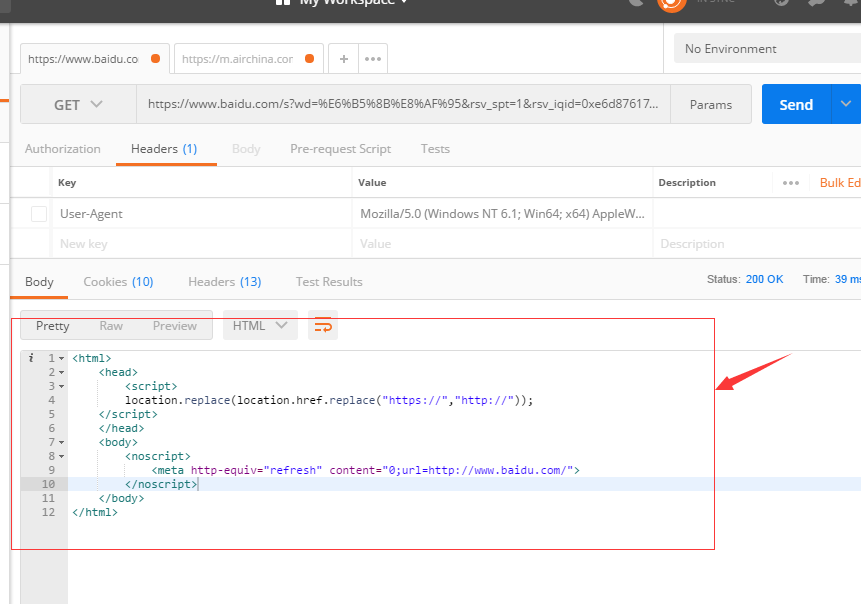 My Workspace
IN SYNC
https://www.baidu.co
https://m.airchina.cor
+
No Environment
GET
https://www.baidu.com/s?wd=%E6%B5%8B%E8%AF%95&rsv_spt=1&rsv_iqid=0xe6d87617...
Params
Send
Authorization Headers (1) Body Pre-request Script Tests
Key Value Description ••• Bulk Ed
User-Agent Mozilla/5.0 (Windows NT 6.1; Win64; x64) AppleW...
New key Value Description
Body Cookies (10) Headers (13) Test Results Status: 200 OK Time: 39 ms
Pretty Raw Preview HTML
i 1 <html>
2 <head>
3 <script>
4 location.replace(location.href.replace("https://","http://"));
5 </script>
6 </head>
7 <body>
8 <noscript>
9 <meta http-equiv="refresh" content="0;url=http://www.baidu.com/">
10 </noscript>
11 </body>
12 </html>